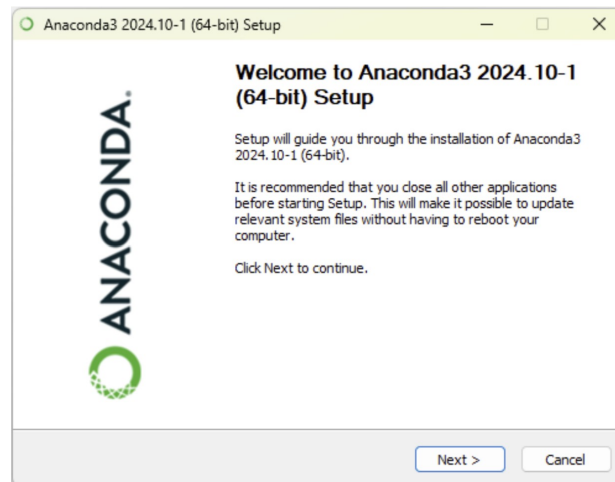 Anaconda3 2024.10-1 (64-bit) Setup
ANACONDA.
Welcome to Anaconda3 2024.10-1
(64-bit) Setup
Setup will guide you through the installation of Anaconda3
2024.10-1 (64-bit).
It is recommended that you close all other applications
before starting Setup. This will make it possible to update
relevant system files without having to reboot your
computer.
Click Next to continue.
Next >
Cancel